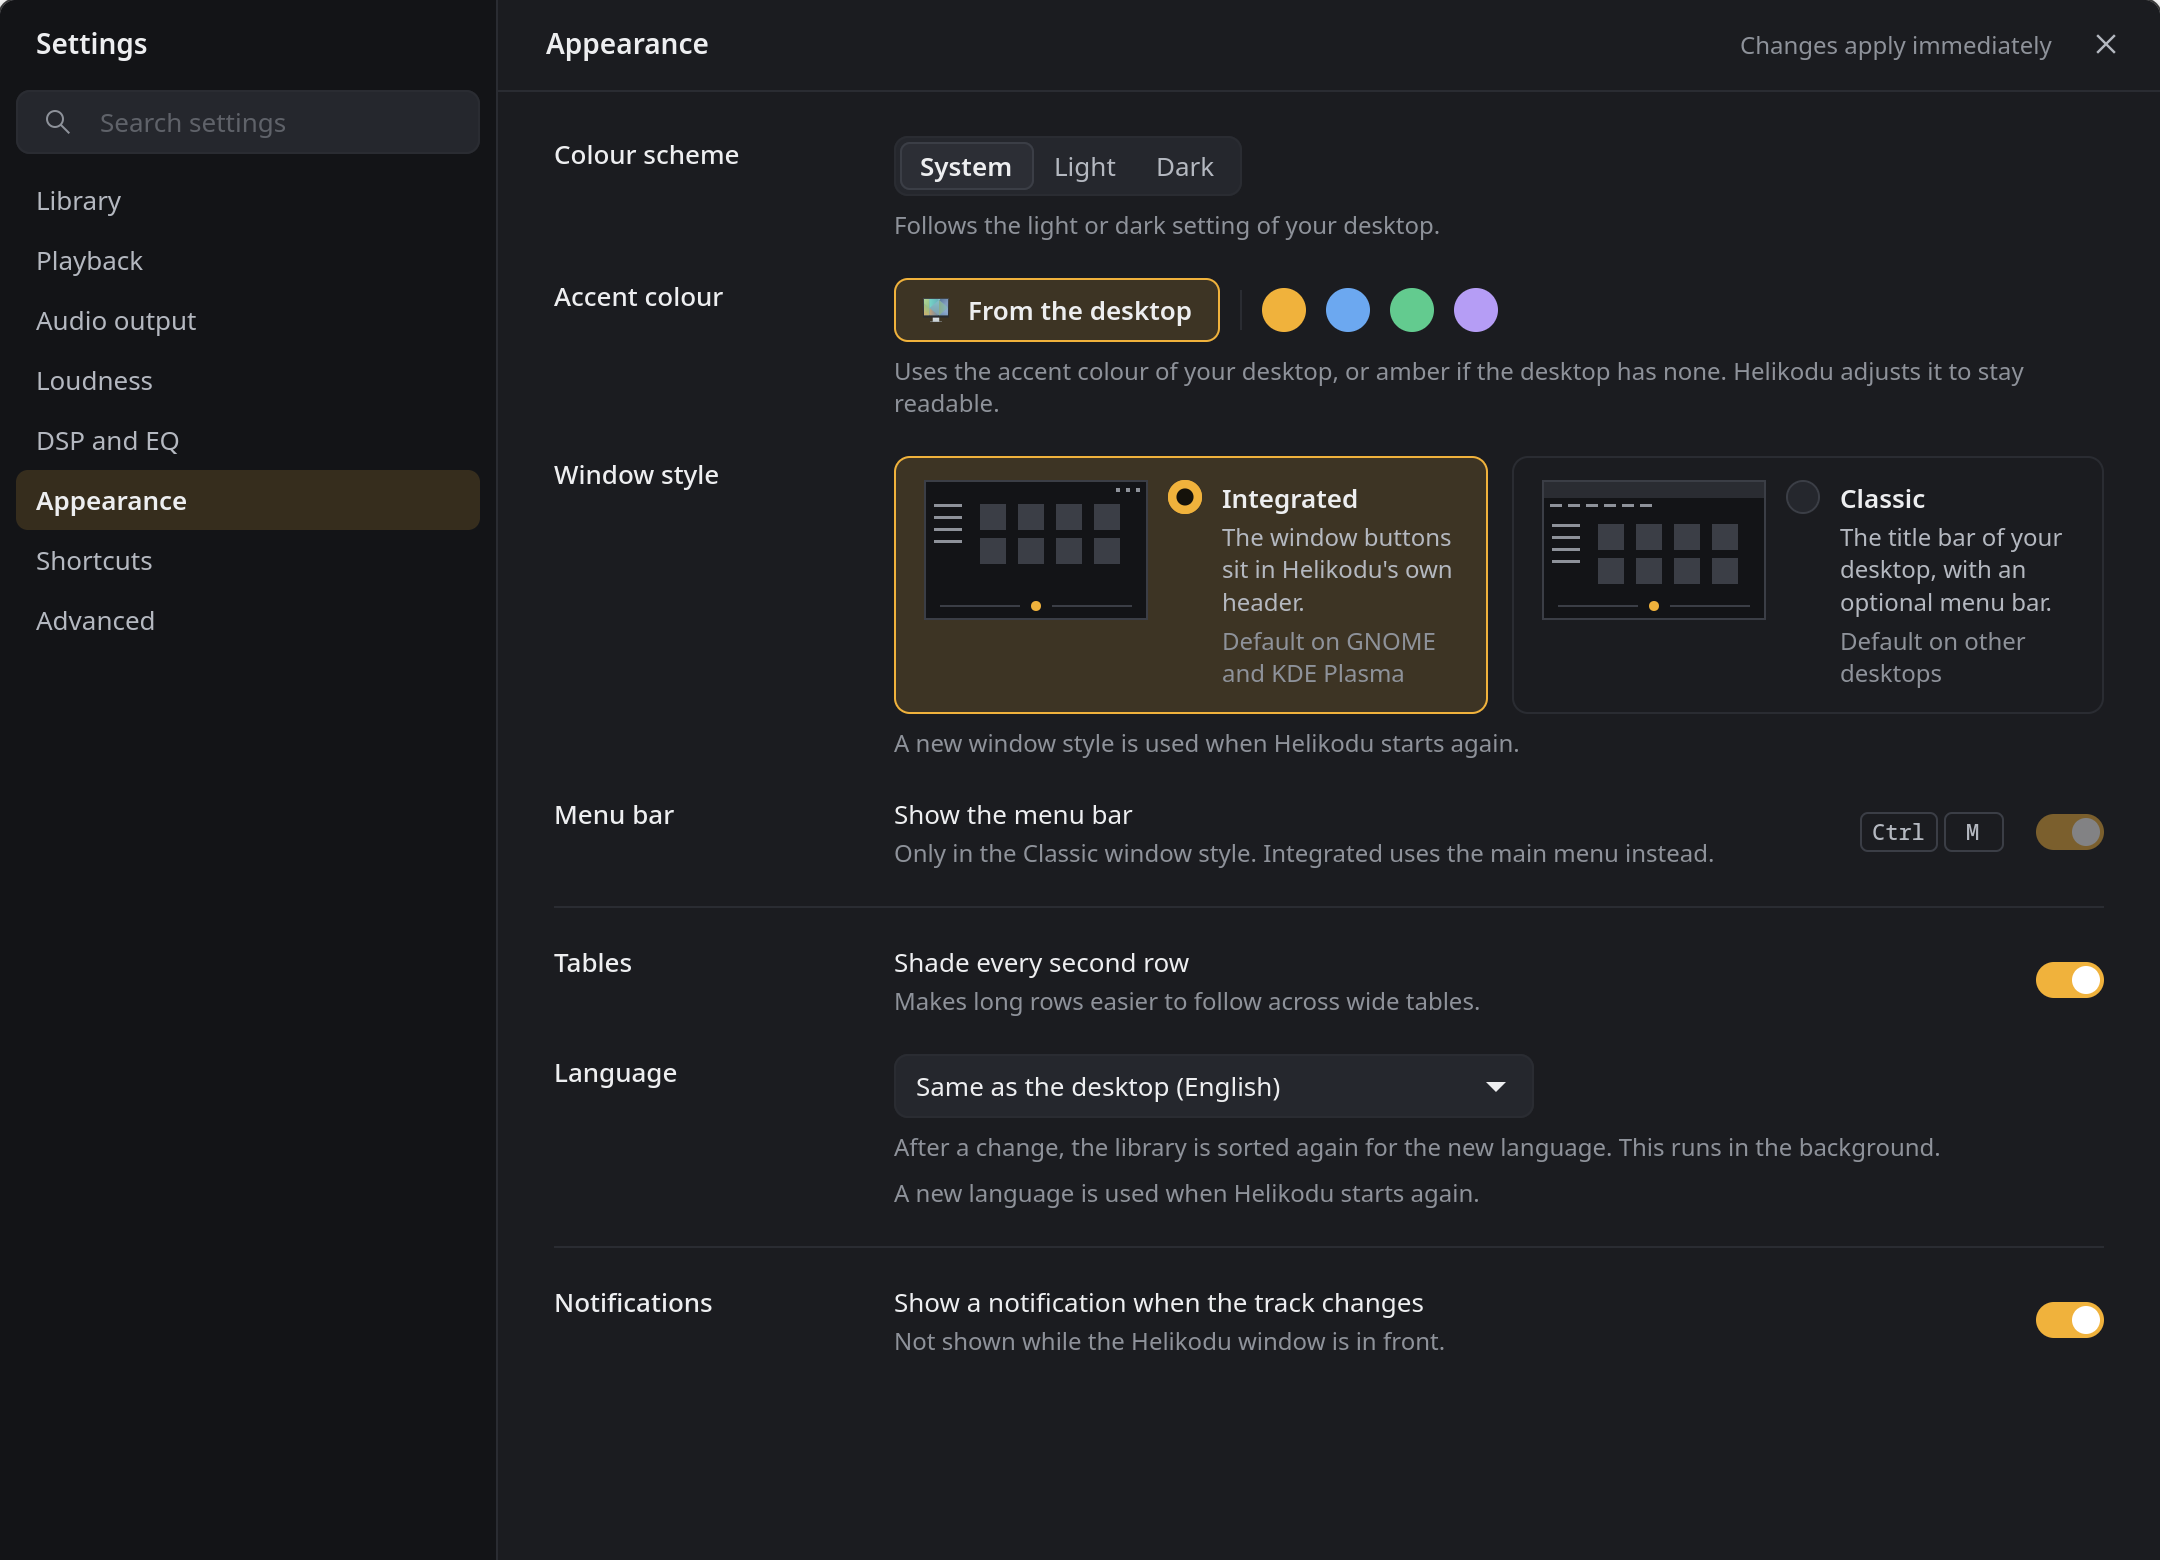 Settings
Search settings
Library
Playback
Audio output
Loudness
DSP and EQ
Appearance
Shortcuts
Advanced
Appearance
Changes apply immediately
Colour scheme
System Light Dark
Follows the light or dark setting of your desktop.
Accent colour
From the desktop
Uses the accent colour of your desktop, or amber if the desktop has none. Helikodu adjusts it to stay
readable.
Window style
Integrated
The window buttons
sit in Helikodu's own
header.
Default on GNOME
and KDE Plasma
Classic
The title bar of your
desktop, with an
optional menu bar.
Default on other
desktops
A new window style is used when Helikodu starts again.
Menu bar
Show the menu bar
Only in the Classic window style. Integrated uses the main menu instead.
Ctrl M
Tables
Shade every second row
Makes long rows easier to follow across wide tables.
Language
Same as the desktop (English)
After a change, the library is sorted again for the new language. This runs in the background.
A new language is used when Helikodu starts again.
Notifications
Show a notification when the track changes
Not shown while the Helikodu window is in front.